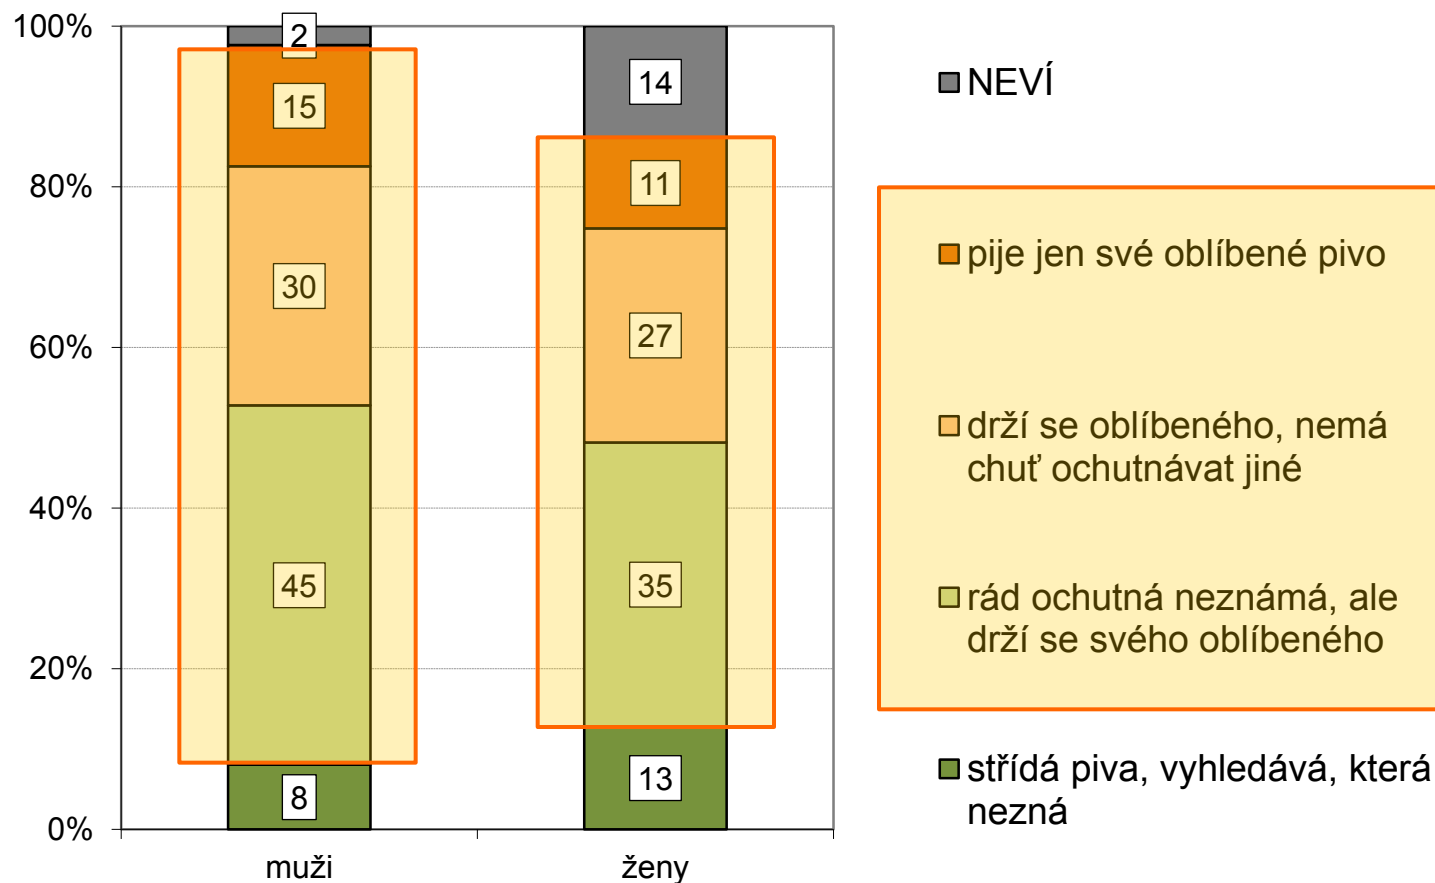 100%
80%
60%
40%
20%
0%
2
15
30
45
8
14
11
27
35
13
muži
ženy
NEVÍ
pije jen své oblíbené pivo
drží se oblíbeného, nemá
chuť ochutnávat jiné
rád ochutná neznámá, ale
drží se svého oblíbeného
střídá piva, vyhledává, která
nezná